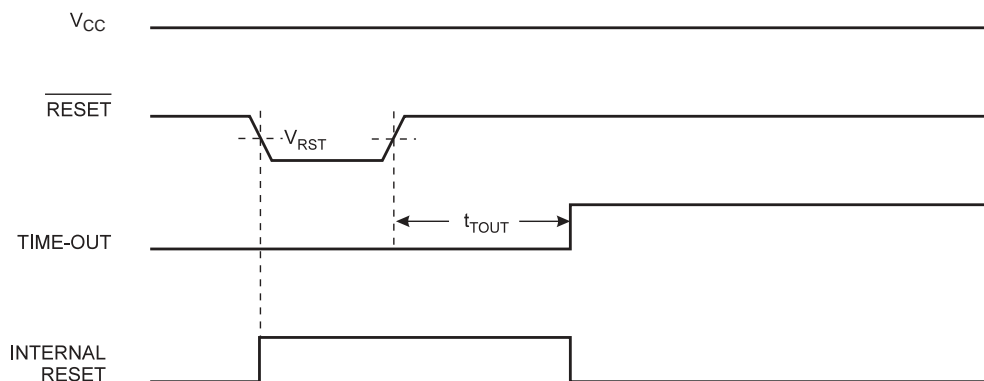 VCC
RESET
VRST
tTOUT
TIME-OUT
INTERNAL
RESET